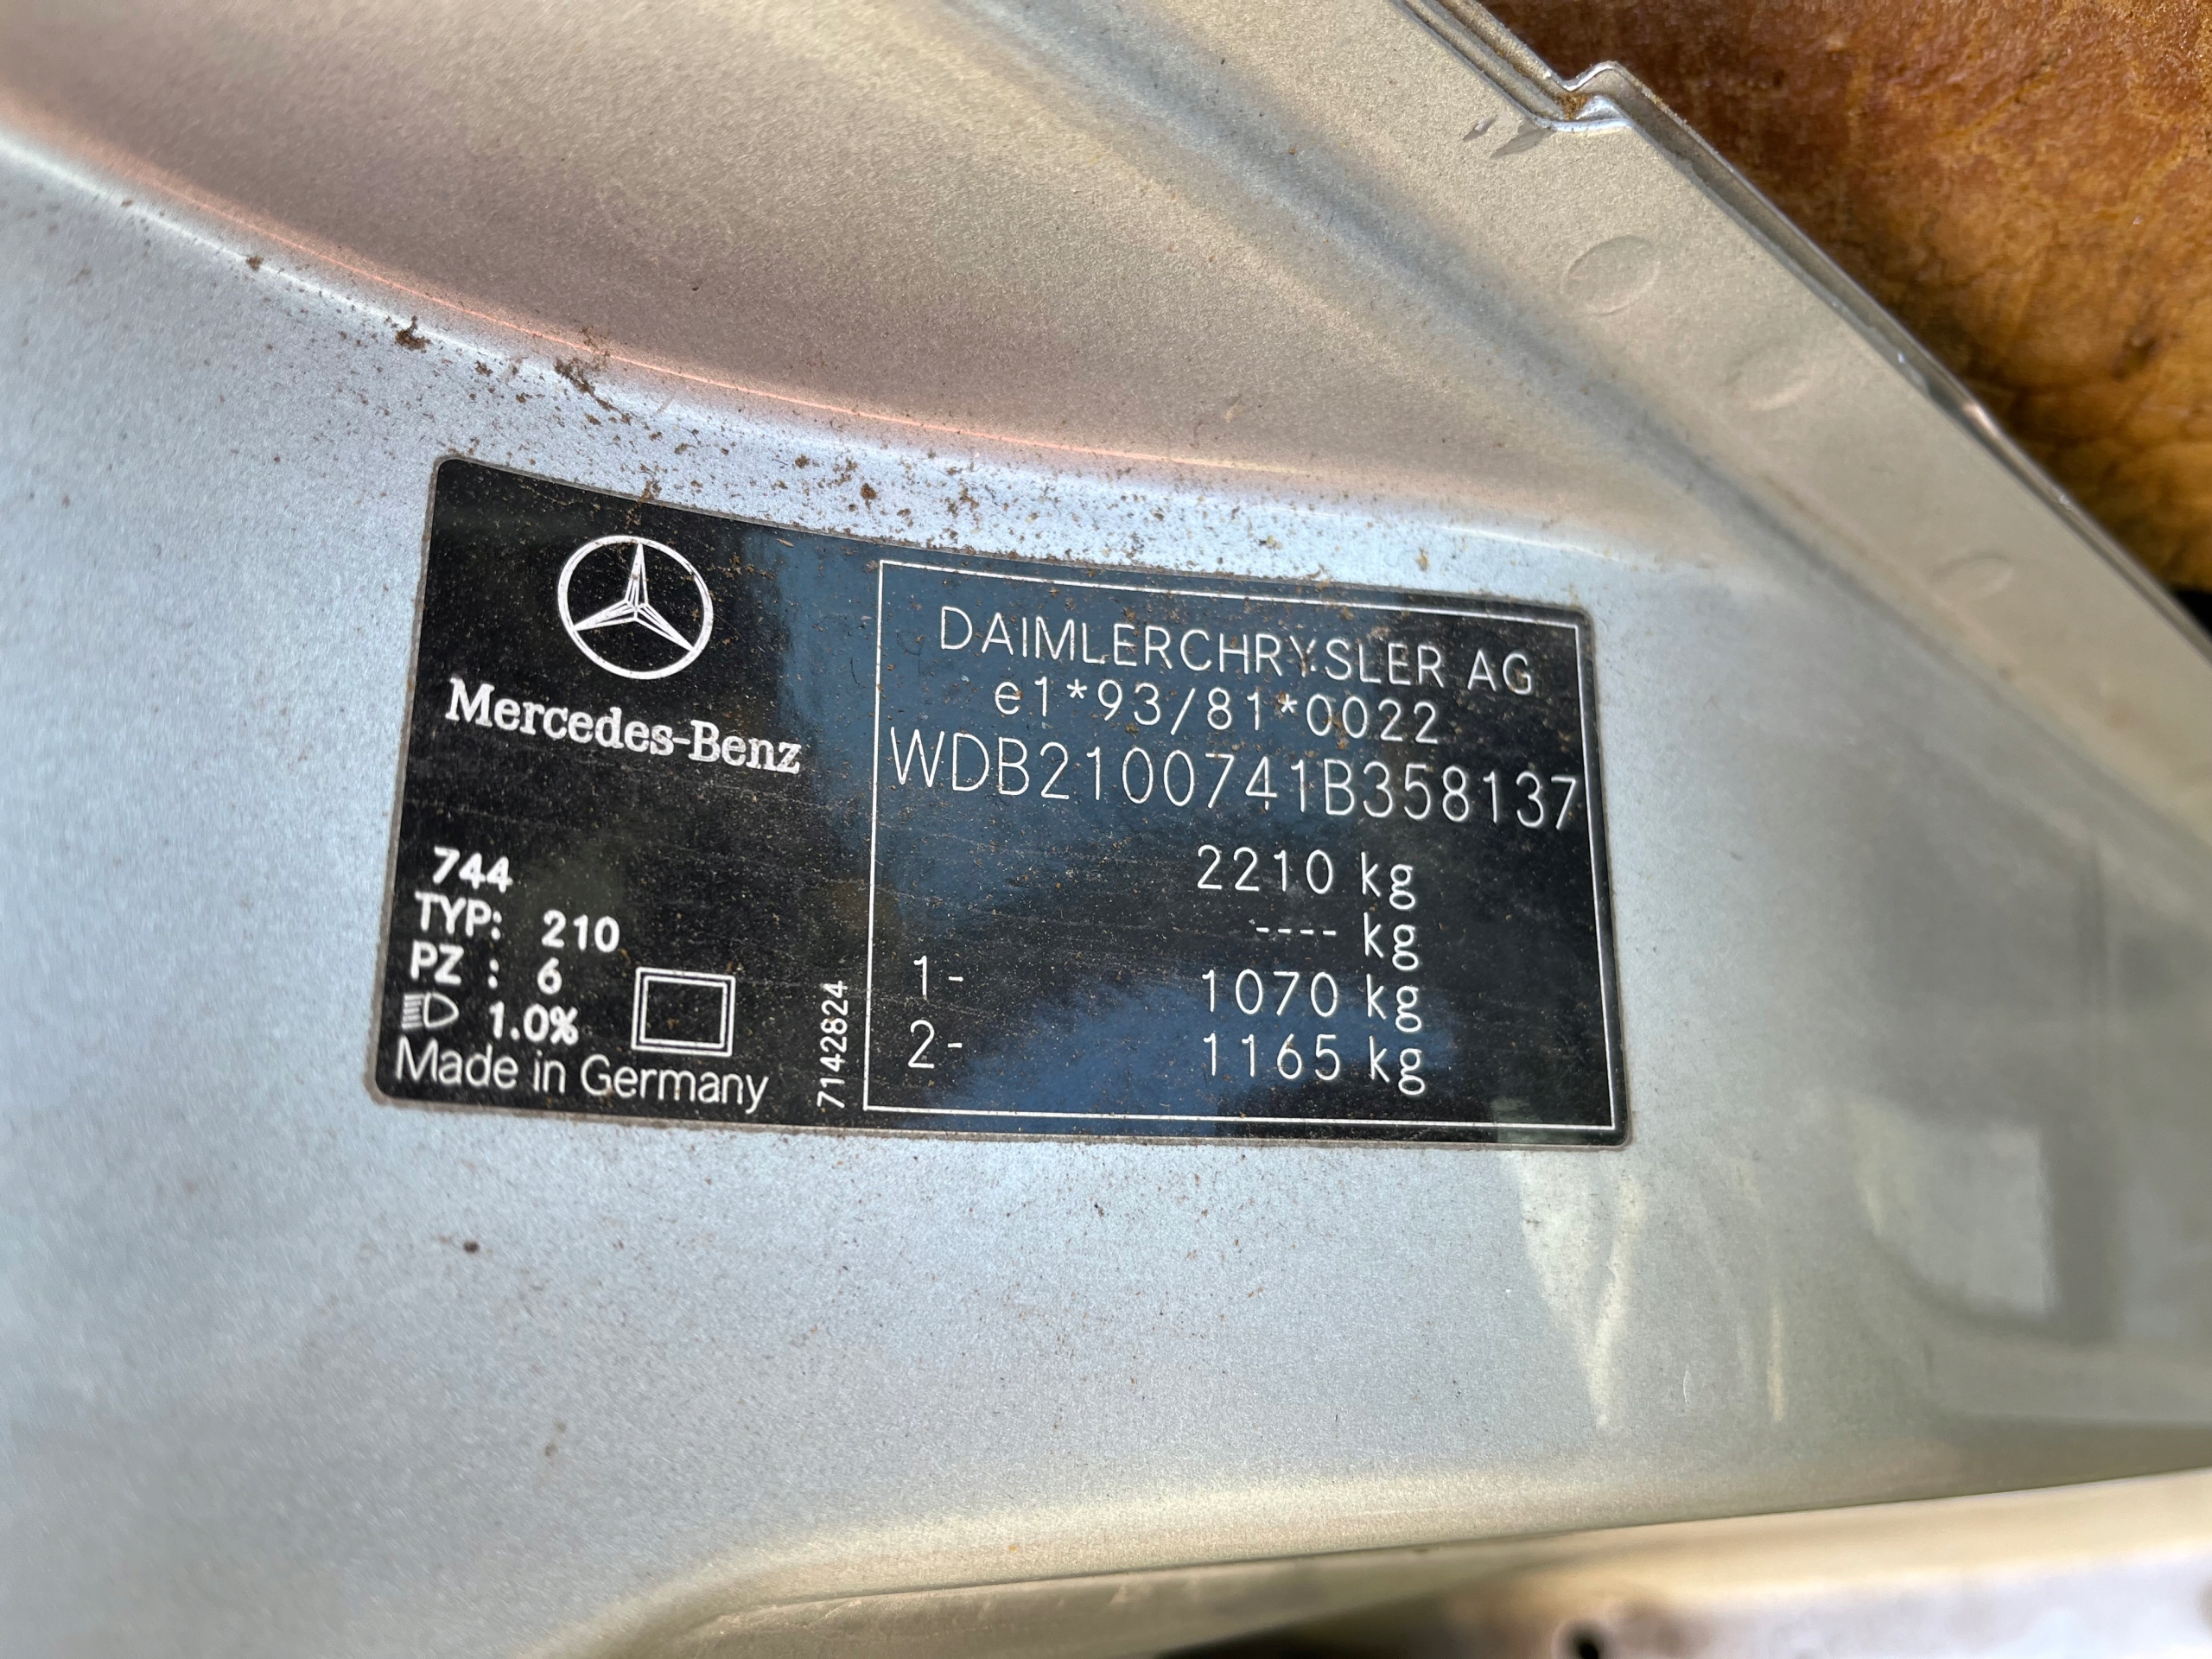 Mercedes-Benz
744
TYP: 210
PZ : 6
1.0%
Made in Germany
7142824
DAIMLERCHRYSLER AG
e1*93/81*0022
WDB2100741B358137
2210 kg
---- kg
1- 1070 kg
2- 1165 kg